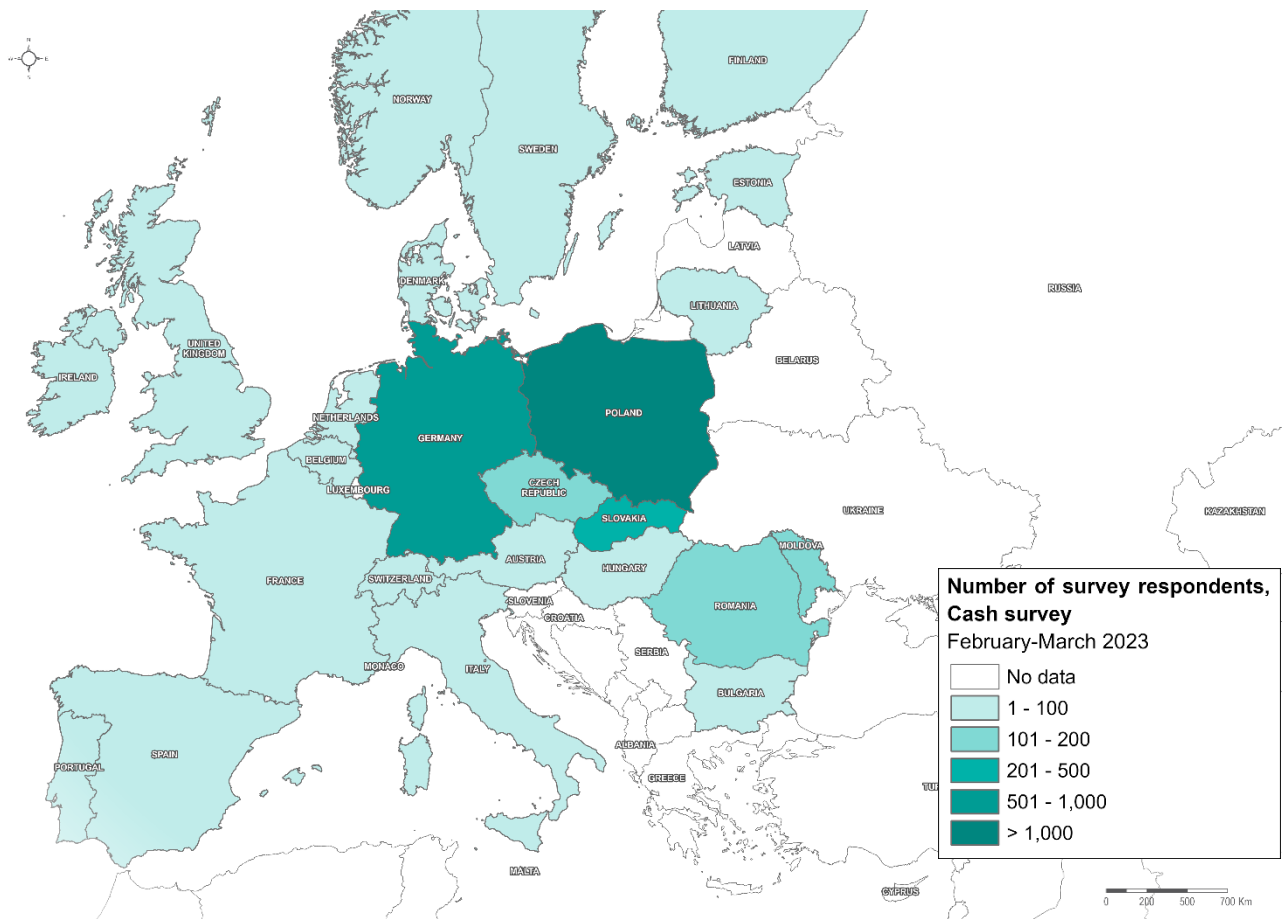 N
W
E
S
FINLAND
NORWAY
SWEDEN
ESTONIA
LATVIA
RUSSIA
DENMARK
LITHUANIA
UNITED
KINGDOM
BELARUS
IRELAND
NETHERLANDS
POLAND
GERMANY
BELGIUM
LUXEMBOURG
CZECH
REPUBLIC
UKRAINE
KAZAKHSTAN
SLOVAKIA
MOLDOVA
AUSTRIA
HUNGARY
FRANCE
SWITZERLAND
SLOVENIA
ROMANIA
CROATIA
SERBIA
MONACO
ITALY
BULGARIA
SPAIN
PORTUGAL
ALBANIA
GREECE
TUR
MALTA
CYPRUS
Number of survey respondents,
Cash survey
February-March 2023
No data
1 - 100
101 - 200
201 - 500
501 - 1,000
> 1,000
0 200 500 700 Km